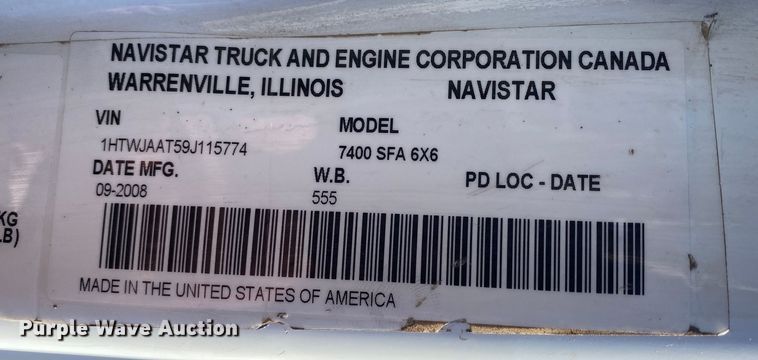 NAVISTAR TRUCK AND ENGINE CORPORATION CANADA
WARRENVILLE, ILLINOIS NAVISTAR
VIN
1HTWJAAT59J115774
MODEL
7400 SFA 6X6
DATE MFG.
09-2008
W.B.
555
PD LOC - DATE
KG
LB)
MADE IN THE UNITED STATES OF AMERICA
Purple Wave Auction